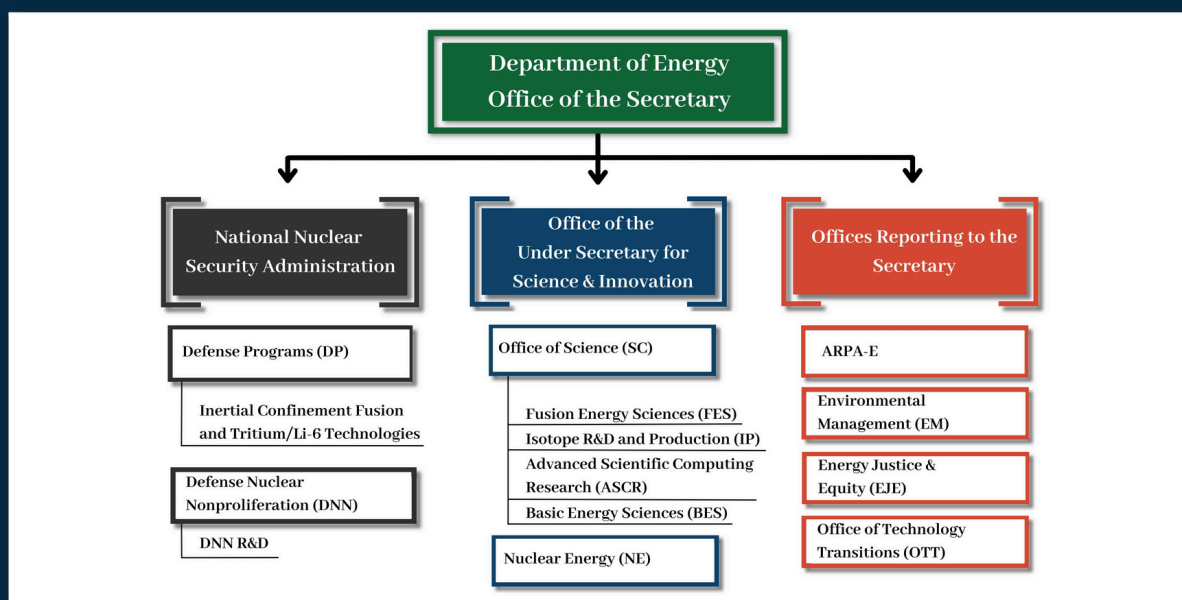 Department of Energy
Office of the Secretary
National Nuclear
Security Administration
Defense Programs (DP)
Inertial Confinement Fusion
and Tritium/Li-6 Technologies
Defense Nuclear
Nonproliferation (DNN)
DNN R&D
Office of the
Under Secretary for
Science & Innovation
Office of Science (SC)
Fusion Energy Sciences (FES)
Isotope R&D and Production (IP)
Advanced Scientific Computing
Research (ASCR)
Basic Energy Sciences (BES)
Nuclear Energy (NE)
Offices Reporting to the
Secretary
ARPA-E
Environmental
Management (EM)
Energy Justice &
Equity (EJE)
Office of Technology
Transitions (OTT)